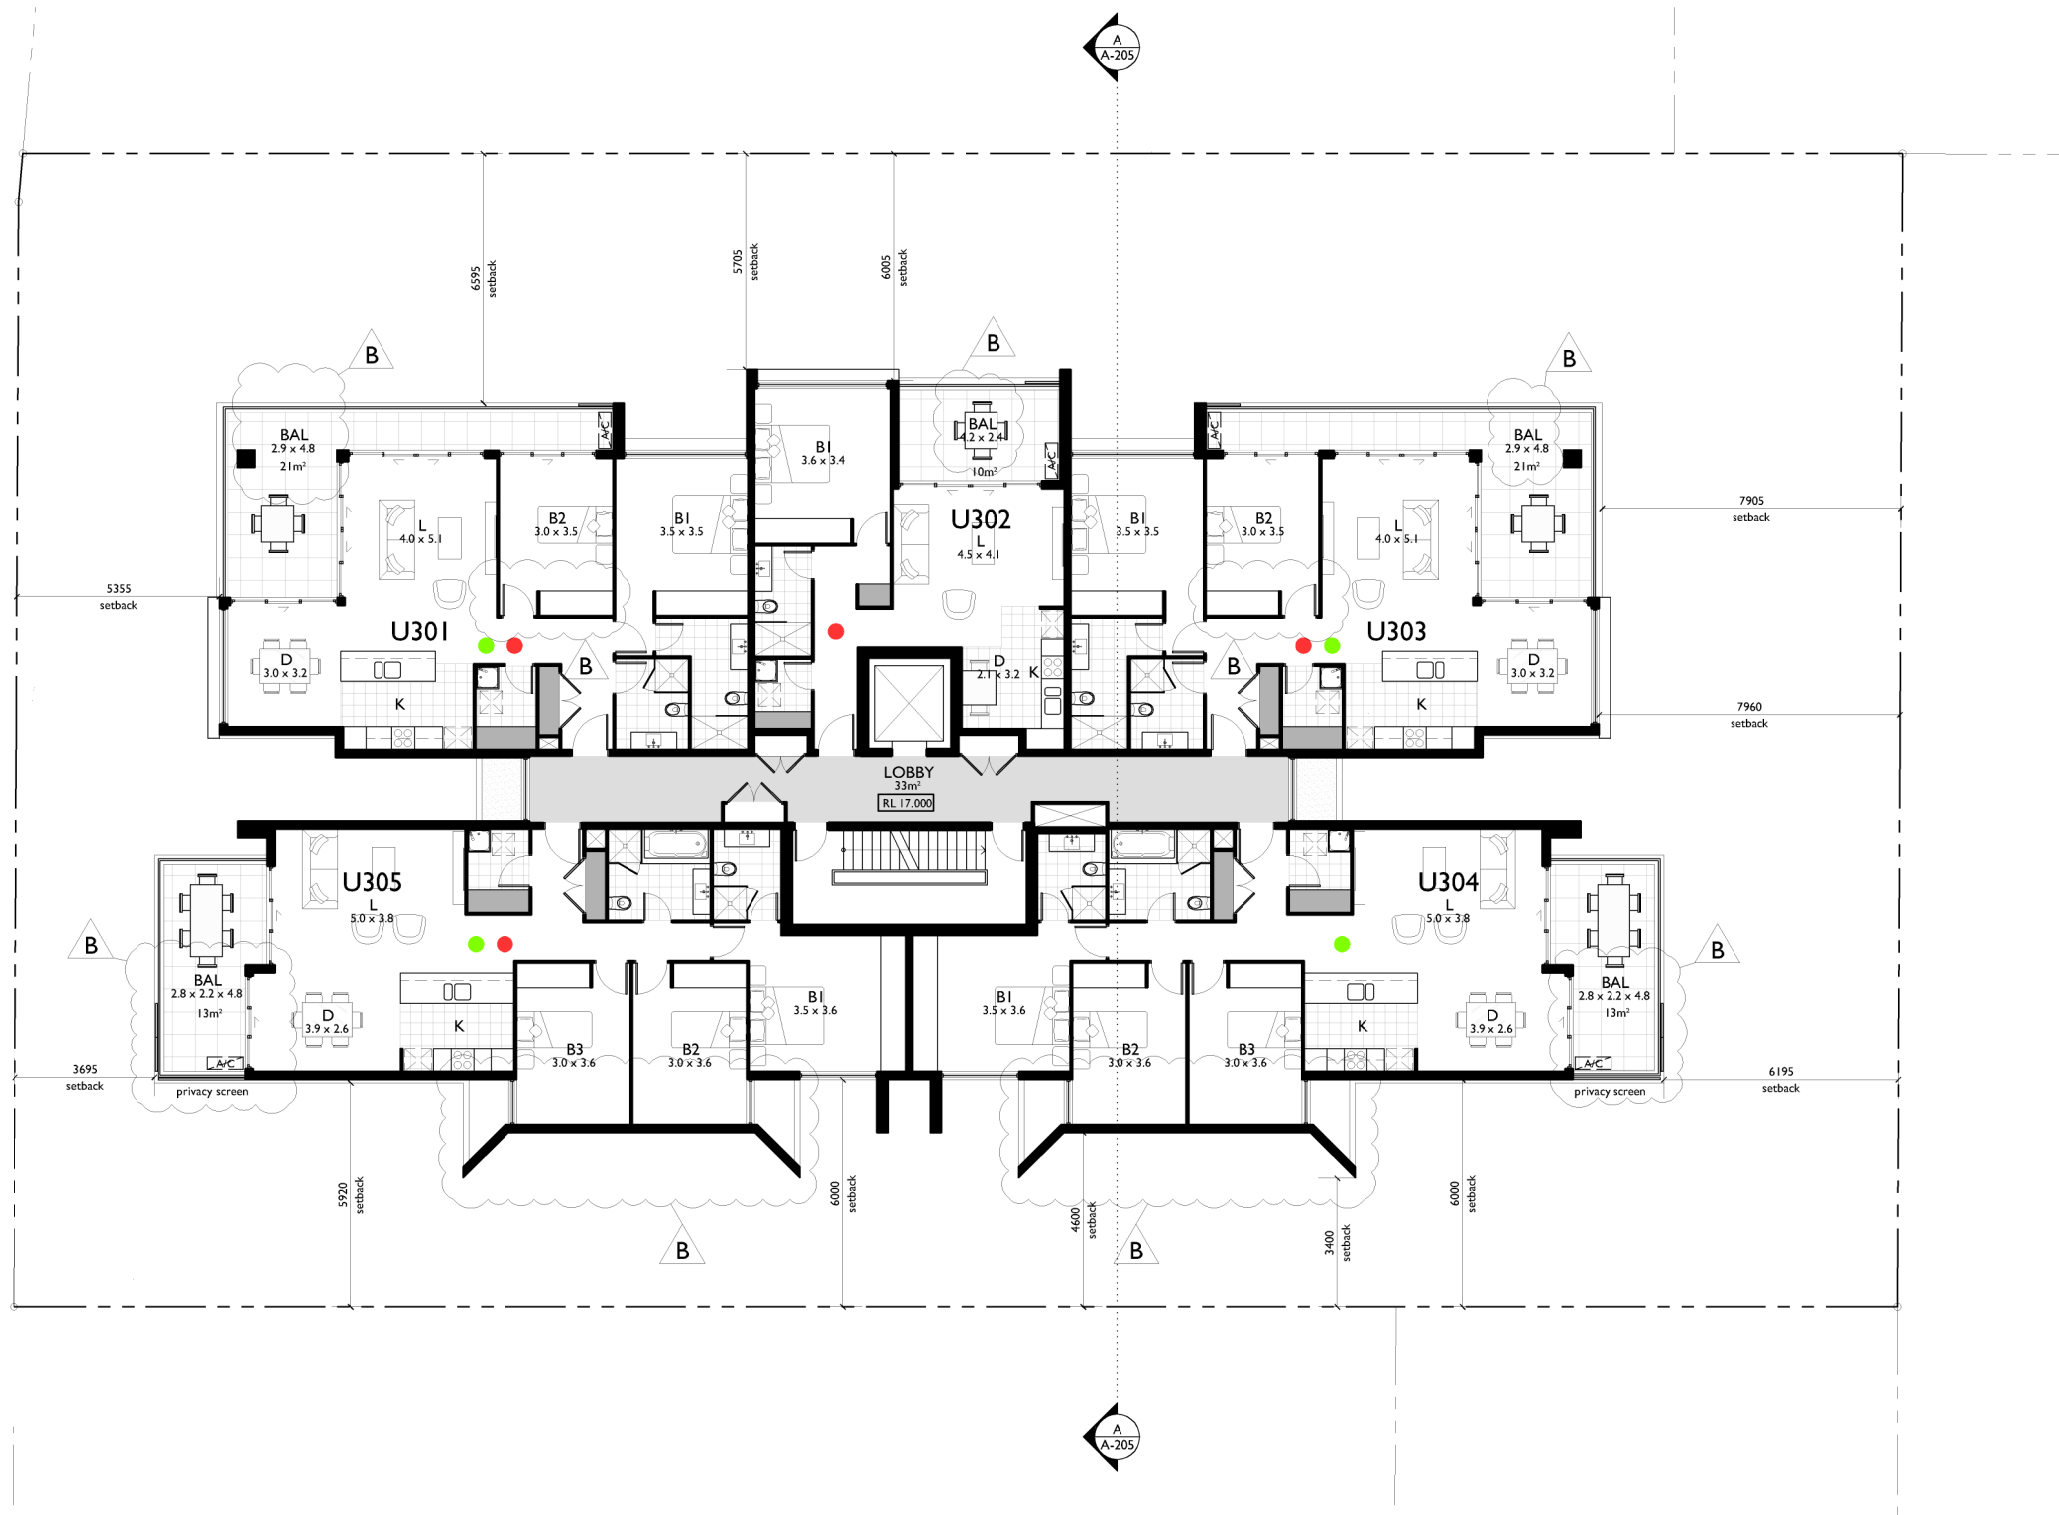 A
A-205
6595
setback
5705
setback
6005
setback
B
B
B
BAL
2.9 x 4.8
21m²
A/C
B1
3.6 x 3.4
BAL
4.2 x 2.4
10m²
A/C
A/C
BAL
2.9 x 4.8
21m²
7905
setback
L
4.0 x 5.1
B2
3.0 x 3.5
B1
3.5 x 3.5
U302
L
4.5 x 4.1
B1
3.5 x 3.5
B2
3.0 x 3.5
L
4.0 x 5.1
5355
setback
U301
U303
D
3.0 x 3.2
K
B
D
2.1 x 3.2
K
B
K
D
3.0 x 3.2
7960
setback
LOBBY
33m²
RL 17.000
U305
L
5.0 x 3.8
U304
L
5.0 x 3.8
B
B
BAL
2.8 x 2.2 x 4.8
13m²
D
3.9 x 2.6
K
B3
3.0 x 3.6
B2
3.0 x 3.6
B1
3.5 x 3.6
B1
3.5 x 3.6
B2
3.0 x 3.6
B3
3.0 x 3.6
K
D
3.9 x 2.6
BAL
2.8 x 2.2 x 4.8
13m²
A/C
A/C
3695
setback
privacy screen
privacy screen
6195
setback
5920
setback
6000
setback
4600
setback
3400
setback
6000
setback
B
B
A
A-205